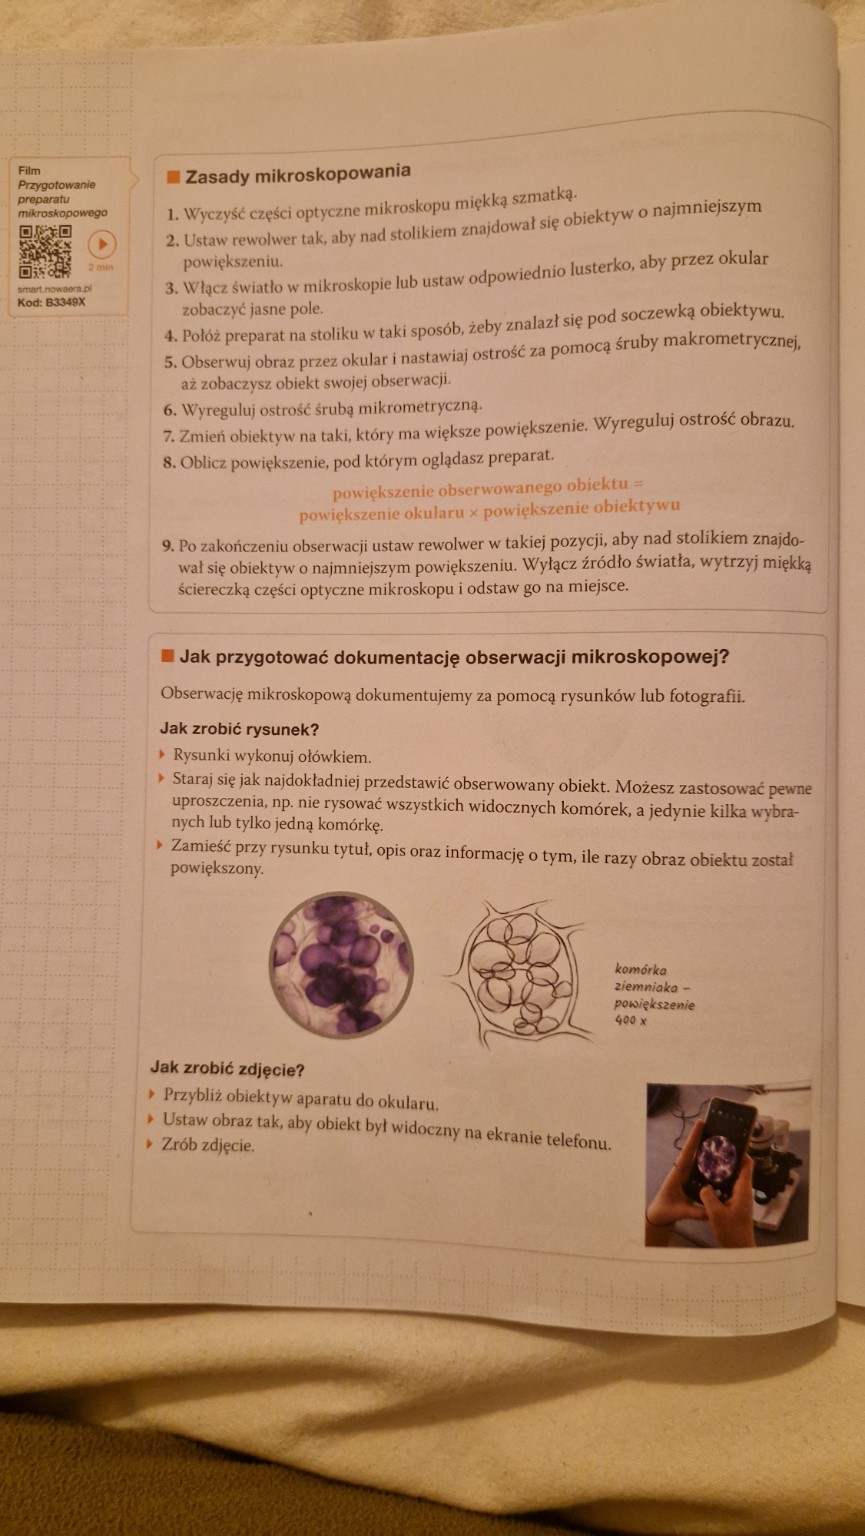 Film
Przygotowanie
preparatu
mikroskopowego
2 min
smart.nowaera.pl
Kod: B3349X
Zasady mikroskopowania
1. Wyczyść części optyczne mikroskopu miękką szmatką.
2. Ustaw rewolwer tak, aby nad stolikiem znajdował się obiektyw o najmniejszym
powiększeniu.
3. Włącz światło w mikroskopie lub ustaw odpowiednio lusterko, aby przez okular
zobaczyć jasne pole.
4. Połóż preparat na stoliku w taki sposób, żeby znalazł się pod soczewką obiektywu.
5. Obserwuj obraz przez okular i nastawiaj ostrość za pomocą śruby makrometrycznej,
aż zobaczysz obiekt swojej obserwacji.
6. Wyreguluj ostrość śrubą mikrometryczną.
7. Zmień obiektyw na taki, który ma większe powiększenie. Wyreguluj ostrość obrazu.
8. Oblicz powiększenie, pod którym oglądasz preparat.
powiększenie obserwowanego obiektu =
powiększenie okularu × powiększenie obiektywu
9. Po zakończeniu obserwacji ustaw rewolwer w takiej pozycji, aby nad stolikiem znajdo-
wał się obiektyw o najmniejszym powiększeniu. Wyłącz źródło światła, wytrzyj miękką
ściereczką części optyczne mikroskopu i odstaw go na miejsce.
Jak przygotować dokumentację obserwacji mikroskopowej?
Obserwację mikroskopową dokumentujemy za pomocą rysunków lub fotografii.
Jak zrobić rysunek?
Rysunki wykonuj ołówkiem.
Staraj się jak najdokładniej przedstawić obserwowany obiekt. Możesz zastosować pewne
uproszczenia, np. nie rysować wszystkich widocznych komórek, a jedynie kilka wybra-
nych lub tylko jedną komórkę.
Zamieść przy rysunku tytuł, opis oraz informację o tym, ile razy obraz obiektu został
powiększony.
komórka
ziemniaka –
powiększenie
400 x
Jak zrobić zdjęcie?
Przybliż obiektyw aparatu do okularu.
Ustaw obraz tak, aby obiekt był widoczny na ekranie telefonu.
Zrób zdjęcie.